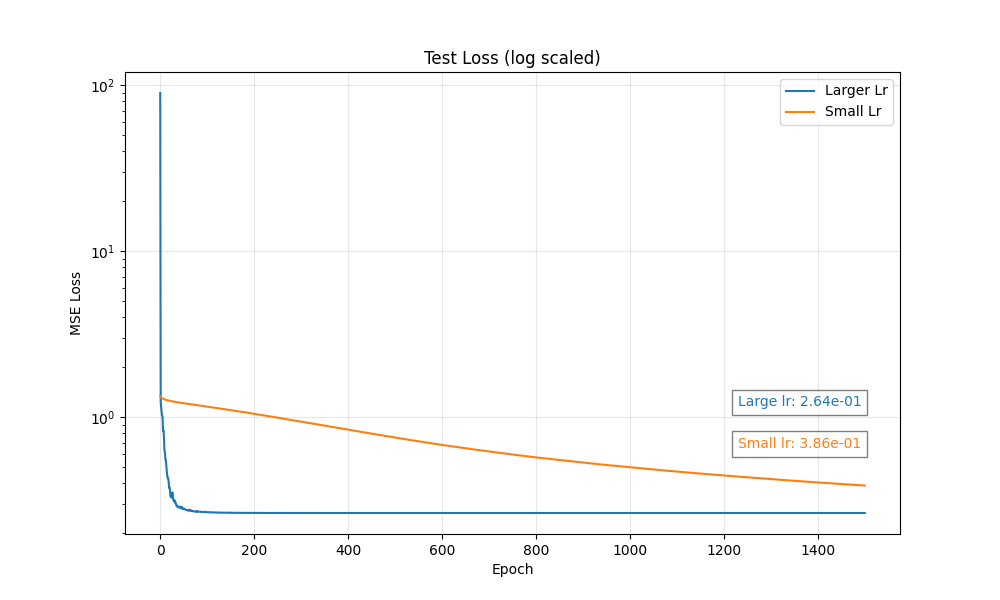 Test Loss (log scaled)
10²
10¹
10⁰
MSE Loss
Larger Lr
Small Lr
Large lr: 2.64e-01
Small lr: 3.86e-01
0 200 400 600 800 1000 1200 1400
Epoch